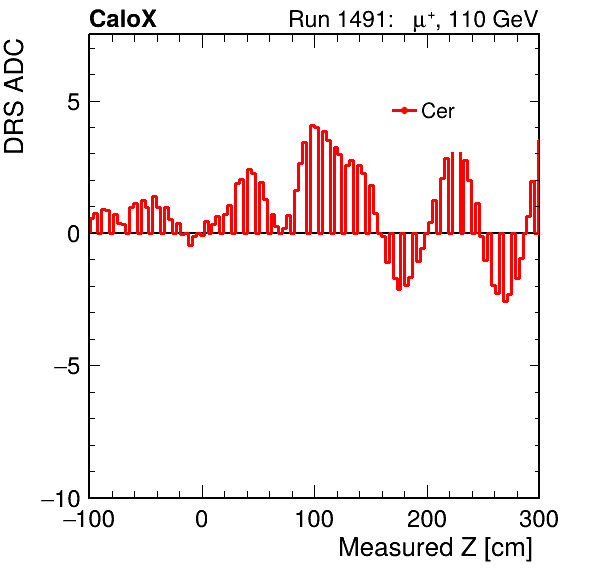 CaloX Run 1491: μ⁺, 110 GeV
DRS ADC
Cer
5
0
−5
−10
−100 0 100 200 300
Measured Z [cm]